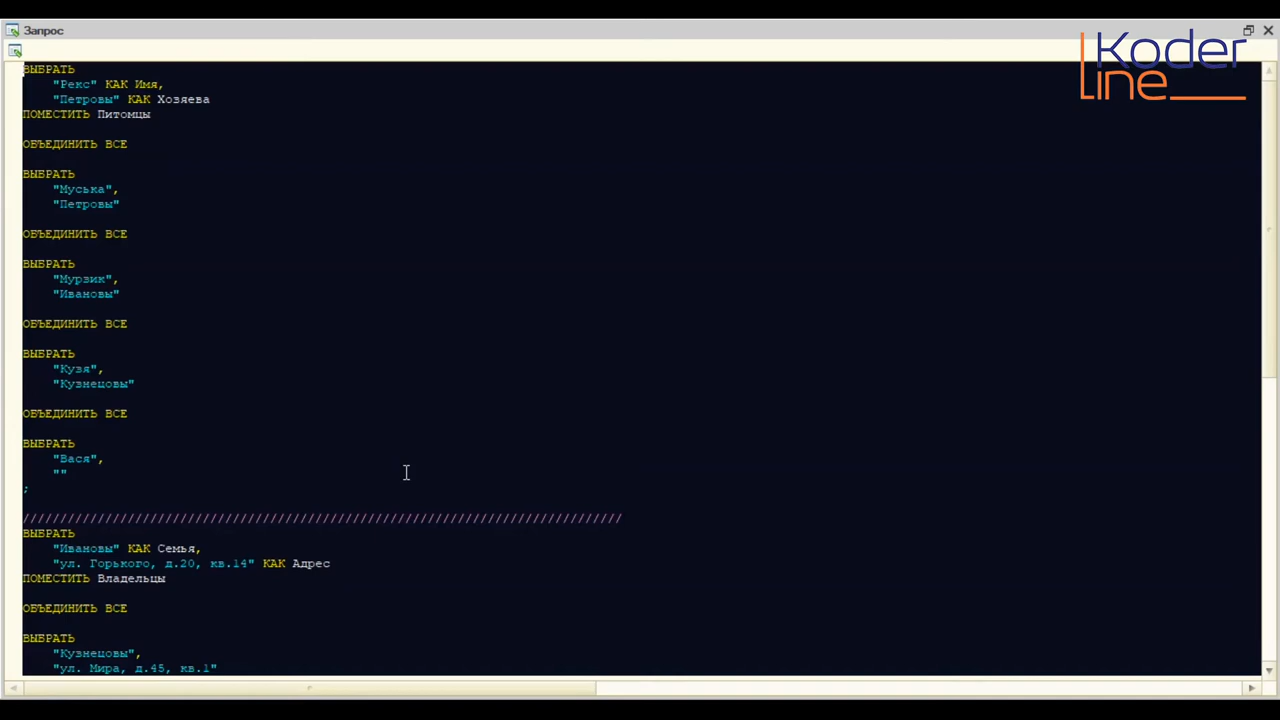 Запрос
Koder
Line
ВЫБРАТЬ
"Рекс" КАК Имя,
"Петровы" КАК Хозяева
ПОМЕСТИТЬ Питомцы
ОБЪЕДИНИТЬ ВСЕ
ВЫБРАТЬ
"Муська",
"Петровы"
ОБЪЕДИНИТЬ ВСЕ
ВЫБРАТЬ
"Мурзик",
"Ивановы"
ОБЪЕДИНИТЬ ВСЕ
ВЫБРАТЬ
"Кузя",
"Кузнецовы"
ОБЪЕДИНИТЬ ВСЕ
ВЫБРАТЬ
"Вася",
""
;
////////////////////////////////////////////////////////////////////////////////
ВЫБРАТЬ
"Ивановы" КАК Семья,
"ул. Горького, д.20, кв.14" КАК Адрес
ПОМЕСТИТЬ Владельцы
ОБЪЕДИНИТЬ ВСЕ
ВЫБРАТЬ
"Кузнецовы",
"ул. Мира, д.45, кв.1"